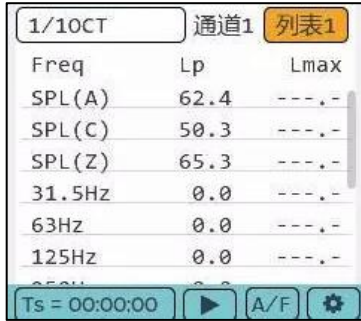 1/1OCT 通道1 列表1
Freq Lp Lmax
SPL(A) 62.4 ---.-
SPL(C) 50.3 ---.-
SPL(Z) 65.3 ---.-
31.5Hz 0.0 ---.-
63Hz 0.0 ---.-
125Hz 0.0 ---.-
Ts = 00:00:00 A/F